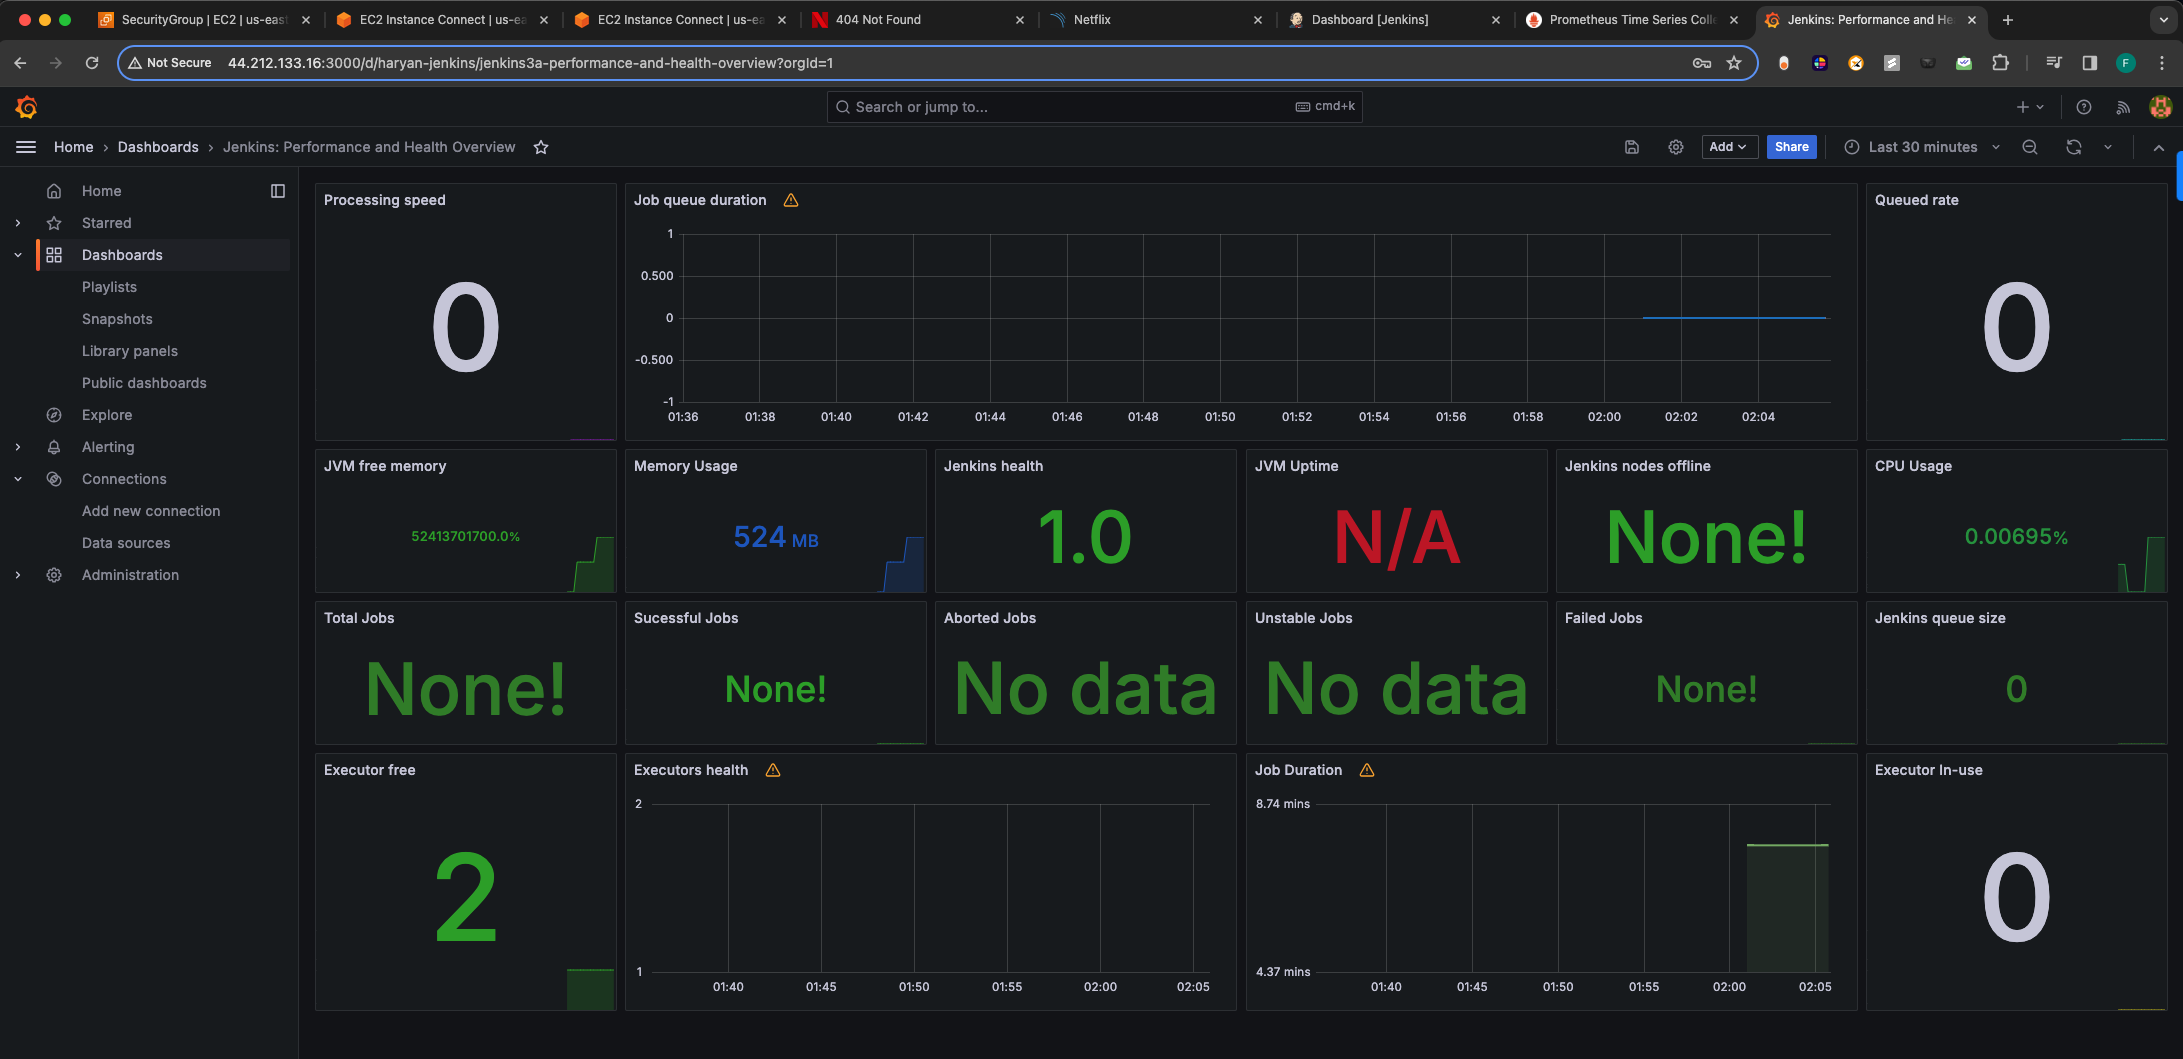 SecurityGroup | EC2 | us-east
EC2 Instance Connect | us-ea
EC2 Instance Connect | us-ea
404 Not Found
Netflix
Dashboard [Jenkins]
Prometheus Time Series Colle
Jenkins: Performance and He
Not Secure
44.212.133.16:3000/d/haryan-jenkins/jenkins3a-performance-and-health-overview?orgId=1
F
Search or jump to...
cmd+k
Home › Dashboards › Jenkins: Performance and Health Overview
Add
Share
Last 30 minutes
Home
Starred
Dashboards
Playlists
Snapshots
Library panels
Public dashboards
Explore
Alerting
Connections
Add new connection
Data sources
Administration
Processing speed
0
Job queue duration
1
0.500
0
-0.500
-1
01:36 01:38 01:40 01:42 01:44 01:46 01:48 01:50 01:52 01:54 01:56 01:58 02:00 02:02 02:04
Queued rate
0
JVM free memory
52413701700.0%
Memory Usage
524 MB
Jenkins health
1.0
JVM Uptime
N/A
Jenkins nodes offline
None!
CPU Usage
0.00695%
Total Jobs
None!
Sucessful Jobs
None!
Aborted Jobs
No data
Unstable Jobs
No data
Failed Jobs
None!
Jenkins queue size
0
Executor free
2
Executors health
2
1
01:40 01:45 01:50 01:55 02:00 02:05
Job Duration
8.74 mins
4.37 mins
01:40 01:45 01:50 01:55 02:00 02:05
Executor In-use
0